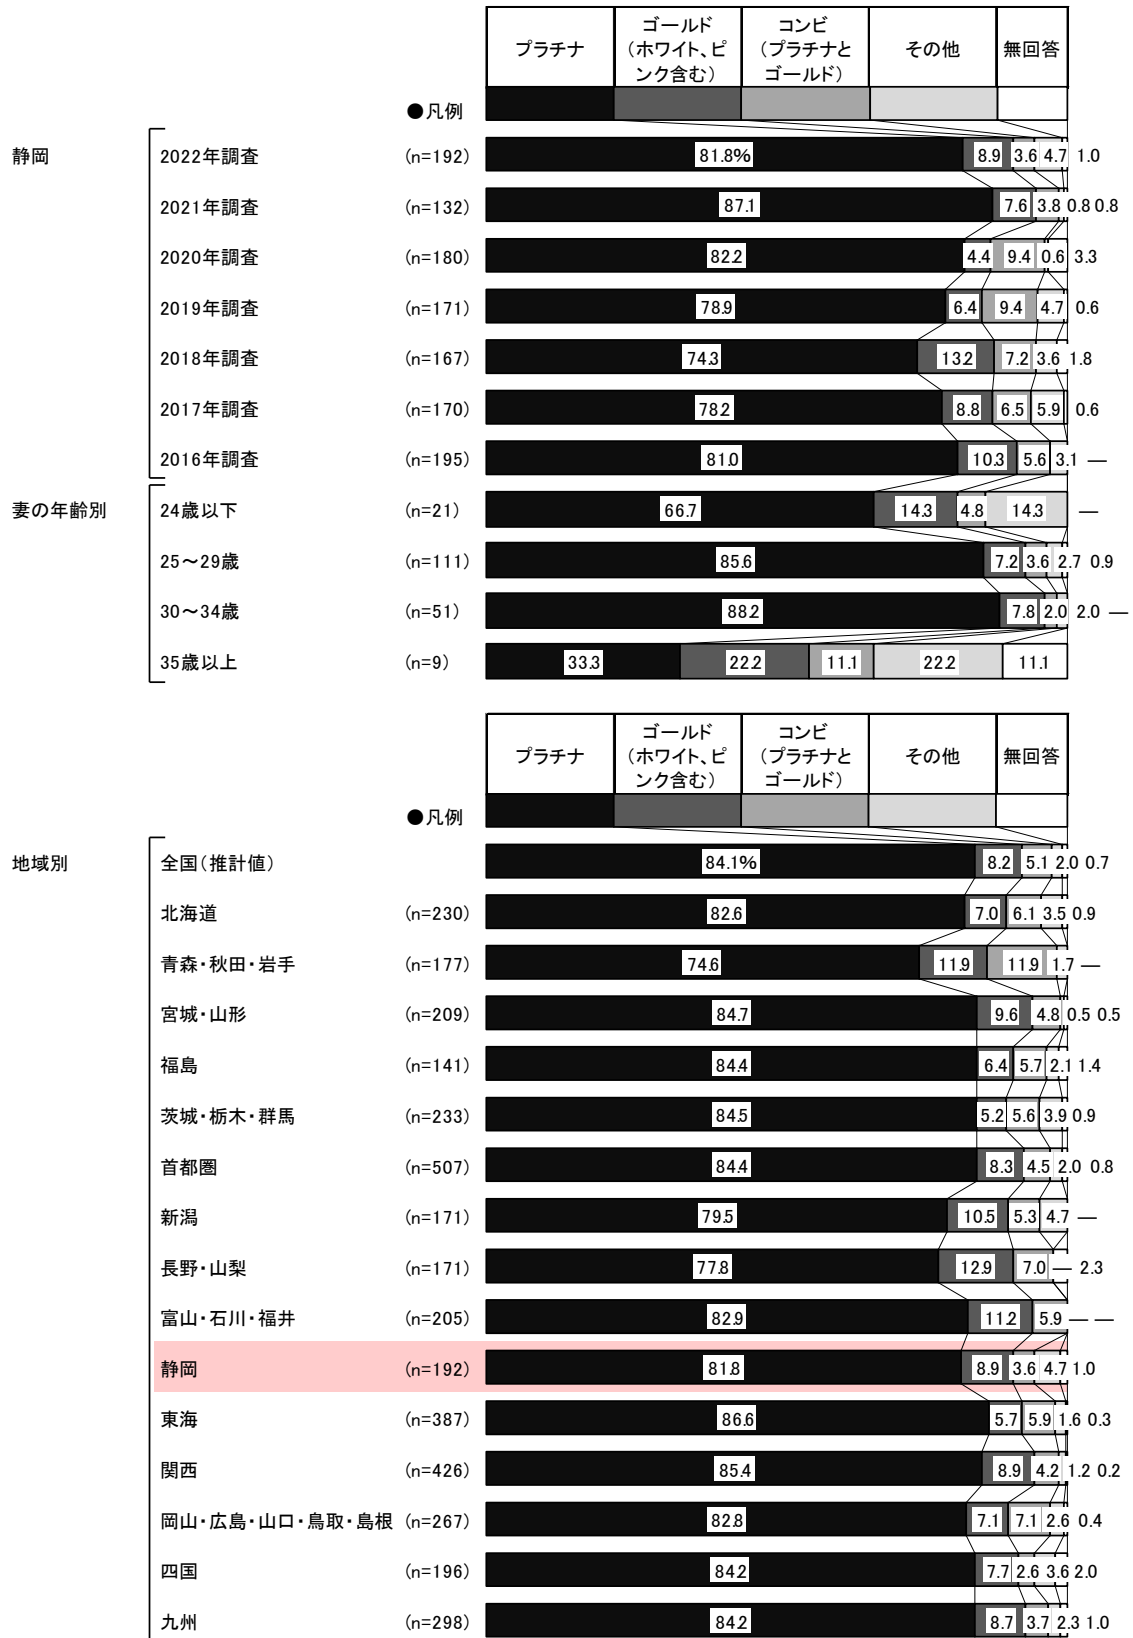 プラチナ
ゴールド
(ホワイト、ピ
ンク含む)
コンビ
(プラチナと
ゴールド)
その他
無回答
●凡例
静岡
2022年調査 (n=192) 81.8% 8.9 3.6 4.7 1.0
2021年調査 (n=132) 87.1 7.6 3.8 0.8 0.8
2020年調査 (n=180) 82.2 4.4 9.4 0.6 3.3
2019年調査 (n=171) 78.9 6.4 9.4 4.7 0.6
2018年調査 (n=167) 74.3 13.2 7.2 3.6 1.8
2017年調査 (n=170) 78.2 8.8 6.5 5.9 0.6
2016年調査 (n=195) 81.0 10.3 5.6 3.1 —
妻の年齢別
24歳以下 (n=21) 66.7 14.3 4.8 14.3 —
25～29歳 (n=111) 85.6 7.2 3.6 2.7 0.9
30～34歳 (n=51) 88.2 7.8 2.0 2.0 —
35歳以上 (n=9) 33.3 22.2 11.1 22.2 11.1
プラチナ
ゴールド
(ホワイト、ピ
ンク含む)
コンビ
(プラチナと
ゴールド)
その他
無回答
●凡例
地域別
全国(推計値) 84.1% 8.2 5.1 2.0 0.7
北海道 (n=230) 82.6 7.0 6.1 3.5 0.9
青森・秋田・岩手 (n=177) 74.6 11.9 11.9 1.7 —
宮城・山形 (n=209) 84.7 9.6 4.8 0.5 0.5
福島 (n=141) 84.4 6.4 5.7 2.1 1.4
茨城・栃木・群馬 (n=233) 84.5 5.2 5.6 3.9 0.9
首都圏 (n=507) 84.4 8.3 4.5 2.0 0.8
新潟 (n=171) 79.5 10.5 5.3 4.7 —
長野・山梨 (n=171) 77.8 12.9 7.0 — 2.3
富山・石川・福井 (n=205) 82.9 11.2 5.9 — —
静岡 (n=192) 81.8 8.9 3.6 4.7 1.0
東海 (n=387) 86.6 5.7 5.9 1.6 0.3
関西 (n=426) 85.4 8.9 4.2 1.2 0.2
岡山・広島・山口・鳥取・島根 (n=267) 82.8 7.1 7.1 2.6 0.4
四国 (n=196) 84.2 7.7 2.6 3.6 2.0
九州 (n=298) 84.2 8.7 3.7 2.3 1.0